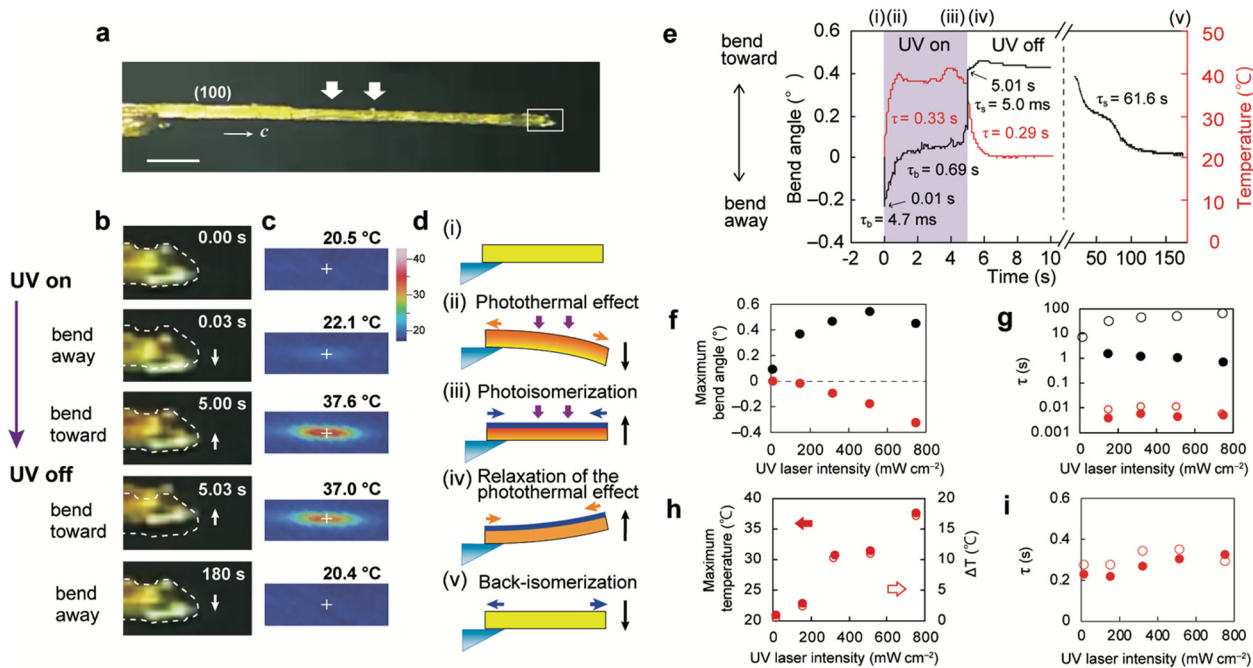 a
(100)
c
b
c
d
UV on
bend
away
bend
toward
UV off
bend
toward
bend
away
0.00 s
0.03 s
5.00 s
5.03 s
180 s
20.5 °C
22.1 °C
37.6 °C
37.0 °C
20.4 °C
40
30
20
(i)
(ii)
Photothermal effect
(iii)
Photoisomerization
(iv)
Relaxation of the
photothermal effect
(v)
Back-isomerization
e
bend
toward
bend
away
(i) (ii) (iii) (iv) (v)
UV on
UV off
Bend angle (°)
0.6
0.4
0.2
0
−0.2
−0.4
τ = 0.33 s
τb = 0.69 s
0.01 s
τb = 4.7 ms
5.01 s
τs = 5.0 ms
τ = 0.29 s
τs = 61.6 s
50
40
30
20
10
0
Temperature (°C)
-2 0 2 4 6 8 10 50 100 150
Time (s)
f
Maximum
bend angle (°)
0.6
0.4
0.2
0
−0.2
−0.4
0 200 400 600 800
UV laser intensity (mW cm⁻²)
g
τ (s)
100
10
1
0.1
0.01
0.001
0 200 400 600 800
UV laser intensity (mW cm⁻²)
h
Maximum
temperature (°C)
40
35
30
25
20
20
15
10
5
0
ΔT (°C)
0 200 400 600 800
UV laser intensity (mW cm⁻²)
i
τ (s)
0.6
0.4
0.2
0
0 200 400 600 800
UV laser intensity (mW cm⁻²)